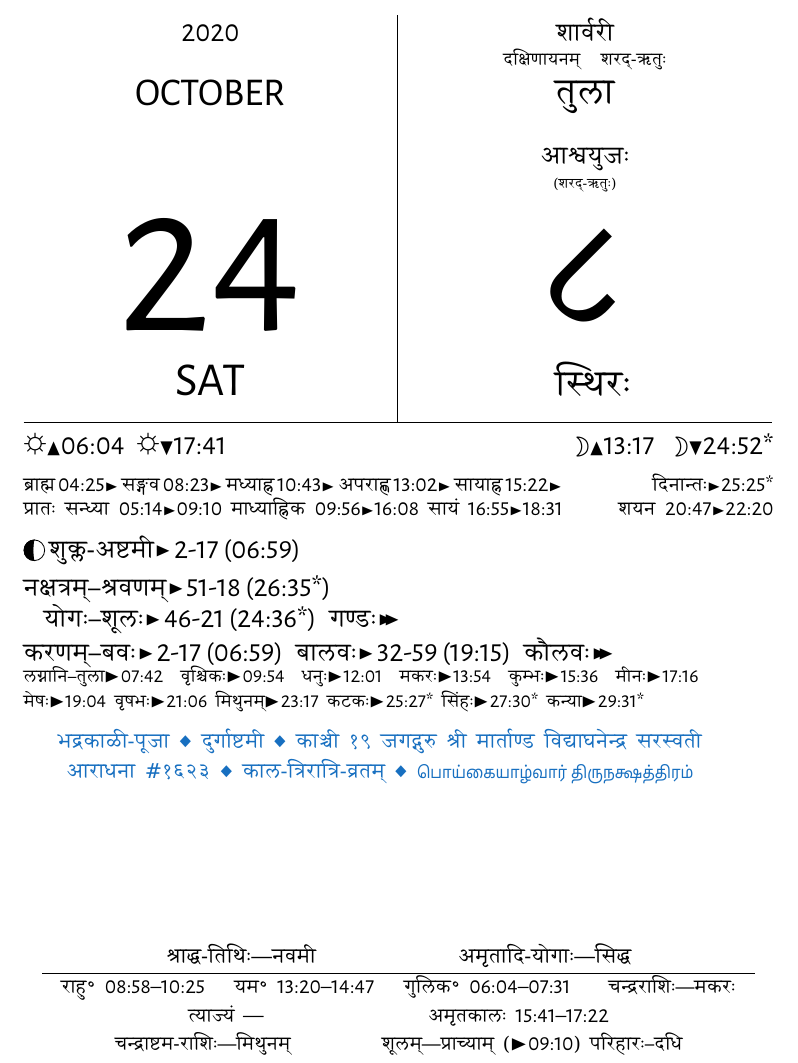 2020
OCTOBER
24
SAT
शार्वरी
दक्षिणायनम् शरद्-ऋतुः
तुला
आश्वयुजः
(शरद्-ऋतुः)
८
स्थिरः
☼▲06:04 ☼▼17:41 ☽▲13:17 ☽▼24:52*
ब्राह्म 04:25► सङ्गव 08:23► मध्याह्न 10:43► अपराह्ण 13:02► सायाह्न 15:22► दिनान्तः►25:25*
प्रातः सन्ध्या 05:14►09:10 माध्याह्निक 09:56►16:08 सायं 16:55►18:31 शयन 20:47►22:20
शुक्ल-अष्टमी► 2-17 (06:59)
नक्षत्रम्–श्रवणम्►51-18 (26:35*)
योगः–शूलः► 46-21 (24:36*) गण्डः►►
करणम्–बवः►2-17 (06:59) बालवः►32-59 (19:15) कौलवः►►
लग्नानि–तुला►07:42 वृश्चिकः►09:54 धनुः►12:01 मकरः►13:54 कुम्भः►15:36 मीनः►17:16
मेषः►19:04 वृषभः►21:06 मिथुनम्►23:17 कटकः►25:27* सिंहः►27:30* कन्या►29:31*
भद्रकाळी-पूजा ◆ दुर्गाष्टमी ◆ काञ्ची १९ जगद्गुरु श्री मार्ताण्ड विद्याघनेन्द्र सरस्वती
आराधना #१६२३ ◆ काल-त्रिरात्रि-व्रतम् ◆ பொய்கையாழ்வார் திருநக்ஷத்திரம்
श्राद्ध-तिथिः—नवमी अमृतादि-योगाः—सिद्ध
राहु° 08:58–10:25 यम° 13:20–14:47 गुलिक° 06:04–07:31 चन्द्रराशिः—मकरः
त्याज्यं — अमृतकालः 15:41–17:22
चन्द्राष्टम-राशिः—मिथुनम् शूलम्—प्राच्याम् (►09:10) परिहारः–दधि